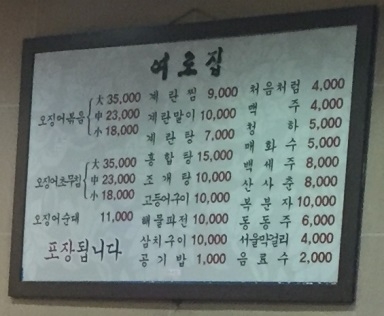 여로집
오징어볶음 大 35,000
中 23,000
小 18,000
오징어초무침 大 35,000
中 23,000
小 18,000
오징어순대 11,000
포장됩니다
계란찜 9,000
계란말이 10,000
계란탕 7,000
홍합탕 15,000
조개탕 10,000
고등어구이 10,000
해물파전 10,000
삼치구이 10,000
공기밥 1,000
처음처럼 4,000
맥주 4,000
청하 5,000
매화수 5,000
백세주 8,000
산사춘 8,000
복분자 10,000
동동주 6,000
서울막걸리 4,000
음료수 2,000